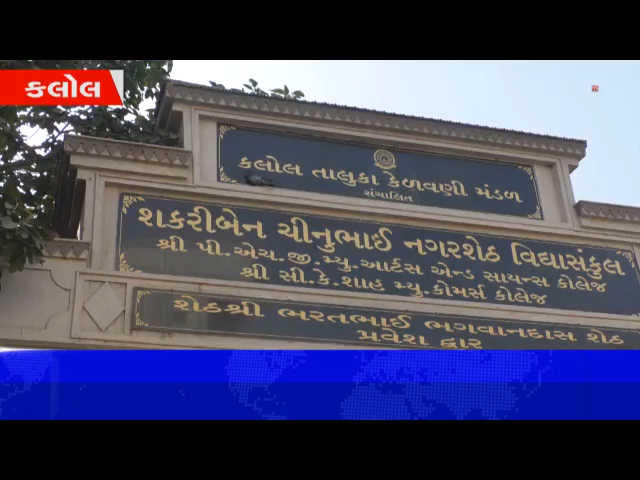 કલોલ
કલોલ તાલુકા કેળવણી મંડળ
સંચાલિત
શકરીબેન ચીનુભાઈ નગરશેઠ વિદ્યાસંકુલ
શ્રી પી.એચ.જી.મ્યુ.આર્ટસ એન્ડ સાયન્સ કોલેજ
શ્રી સી.કે.શાહ મ્યુ.કોમર્સ કોલેજ
શેઠશ્રી ભરતભાઈ ભગવાનદાસ શેઠ
પ્રવેશ દ્વાર